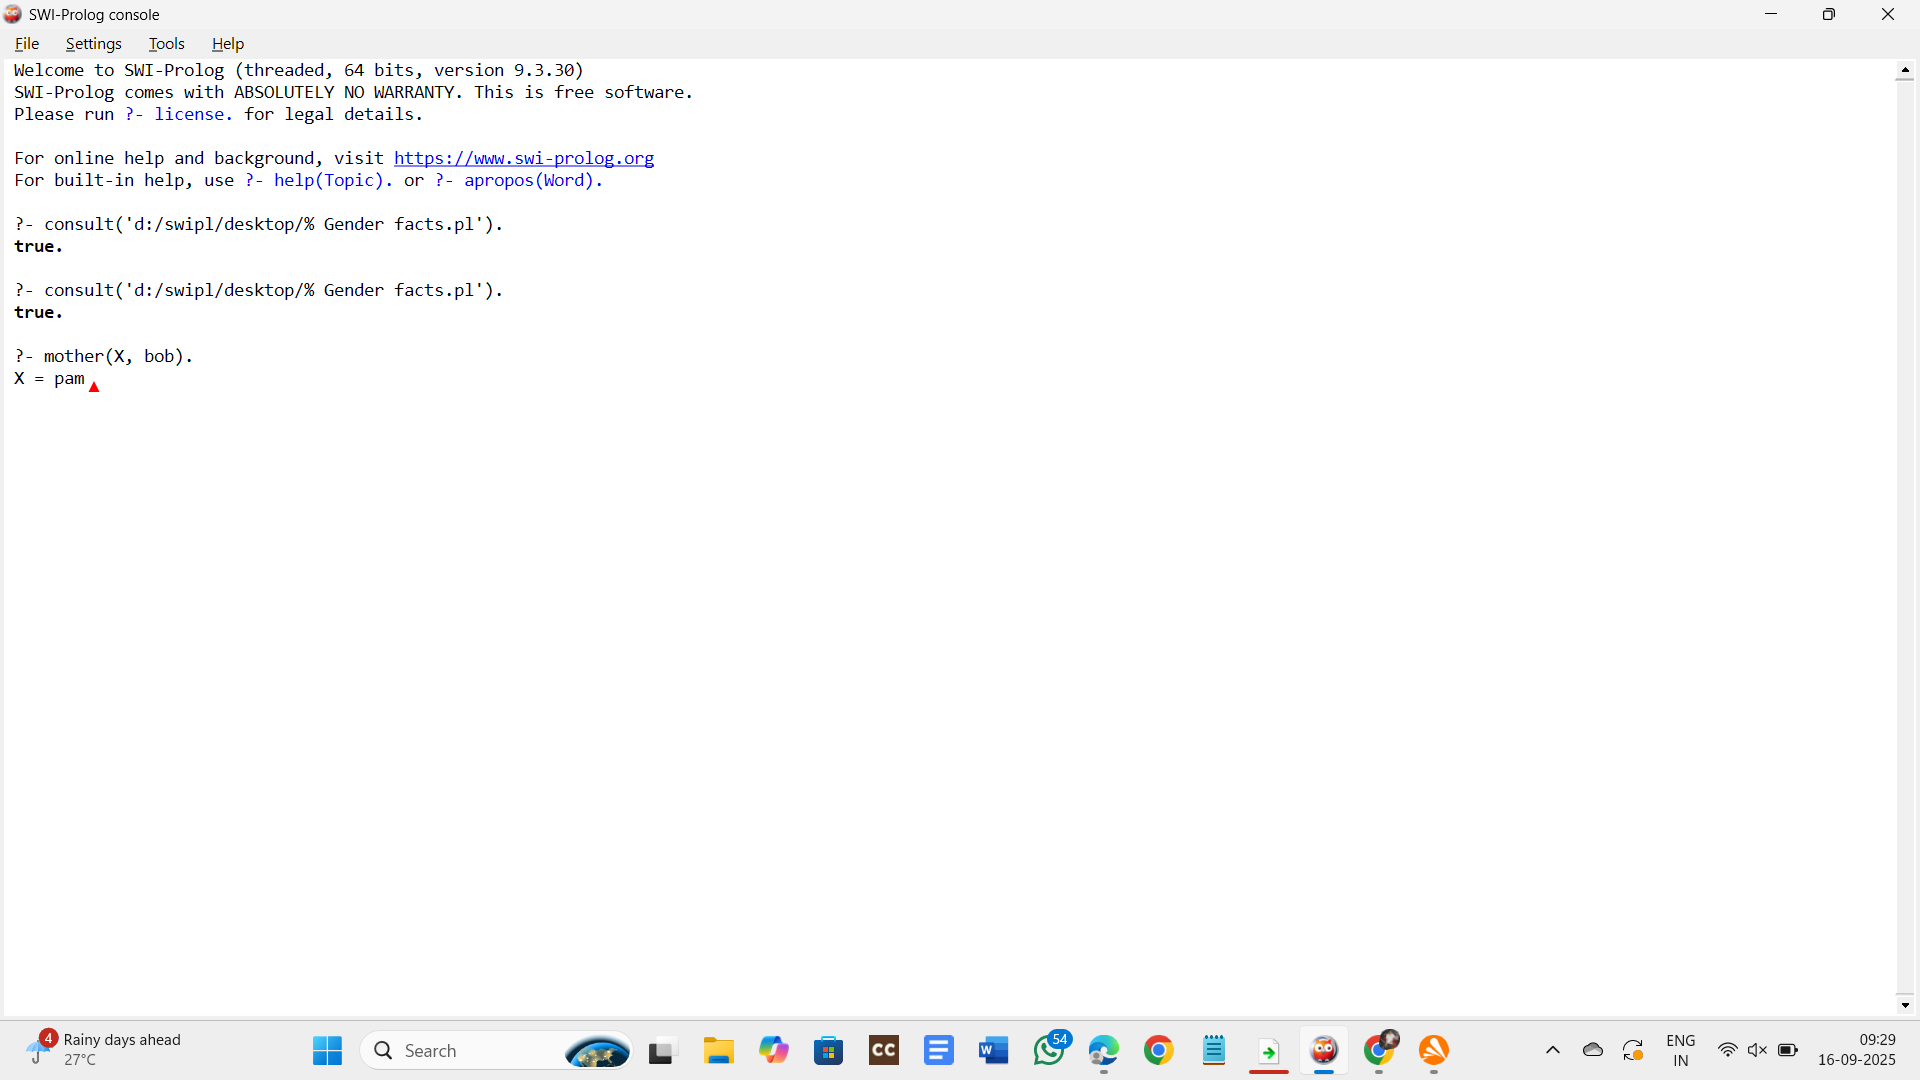 SWI-Prolog console
File Settings Tools Help
Welcome to SWI-Prolog (threaded, 64 bits, version 9.3.30)
SWI-Prolog comes with ABSOLUTELY NO WARRANTY. This is free software.
Please run ?- license. for legal details.
For online help and background, visit https://www.swi-prolog.org
For built-in help, use ?- help(Topic). or ?- apropos(Word).
?- consult('d:/swipl/desktop/% Gender facts.pl').
true.
?- consult('d:/swipl/desktop/% Gender facts.pl').
true.
?- mother(X, bob).
X = pam
4
Rainy days ahead
27°C
Search
CC
W
54
ENG
IN
09:29
16-09-2025